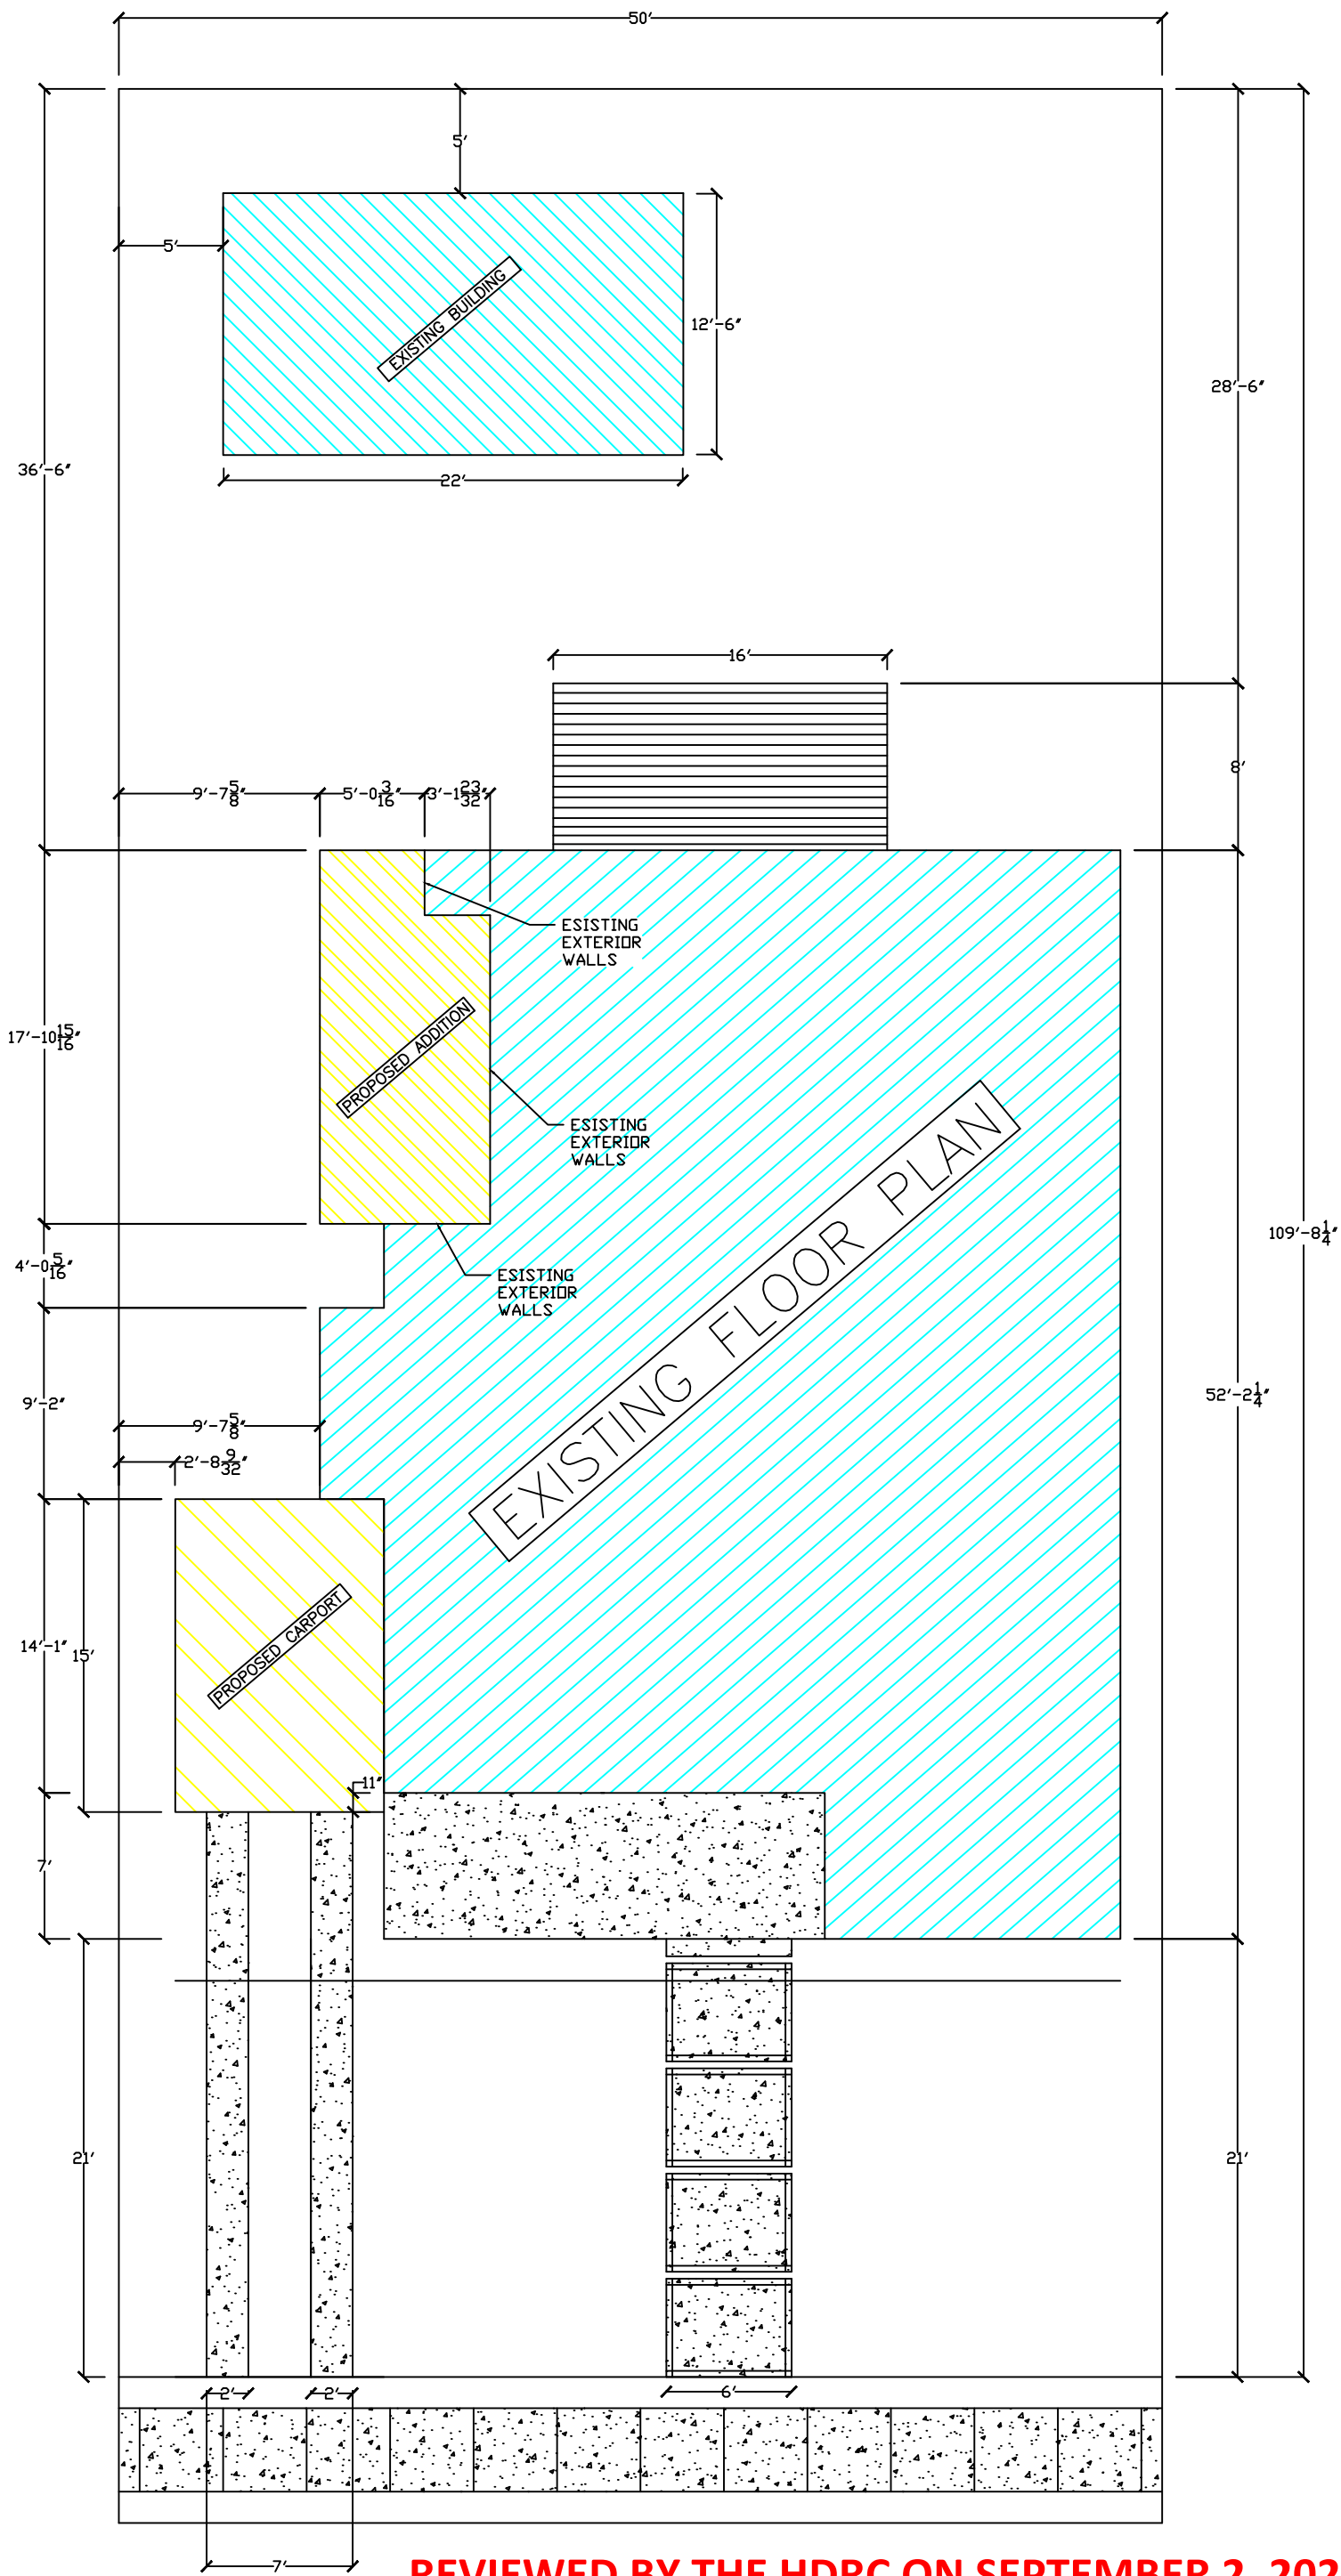 50'
5'
5'
EXISTING BUILDING
12'-6"
28'-6"
36'-6"
22'
16'
8'
9'-7 5/8"
5'-0 3/16"
3'-1 23/32"
ESISTING
EXTERIOR
WALLS
PROPOSED ADDITION
17'-10 15/16"
ESISTING
EXTERIOR
WALLS
EXISTING FLOOR PLAN
109'-8 1/4"
4'-0 5/16"
ESISTING
EXTERIOR
WALLS
9'-2"
52'-2 1/4"
9'-7 5/8"
2'-8 9/32"
PROPOSED CARPORT
14'-1"
15'
11"
7'
21'
21'
2'
2'
6'
7'
REVIEWED BY THE HDRC ON SEPTEMBER 2, 202